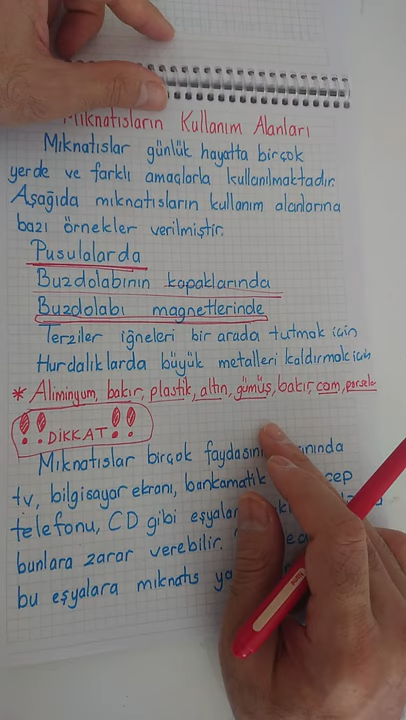 Mıknatısların Kullanım Alanları
Mıknatıslar günlük hayatta birçok
yerde ve farklı amaçlarla kullanılmaktadır.
Aşağıda mıknatısların kullanım alanlarına
bazı örnekler verilmiştir.
Pusulalarda
Buzdolabının kapaklarında
Buzdolabı magnetlerinde
Terziler iğneleri bir arada tutmak için
Hurdalıklarda büyük metalleri kaldırmak için
* Aliminyum, bakır, plastik, altın, gümüş, bakır, cam, porselen
!! DİKKAT !!
Mıknatıslar birçok
tv, bilgisayar ekranı, bankamatik cep
telefonu, CD gibi
bunlara zarar verebilir.
bu eşyalara mıknatıs